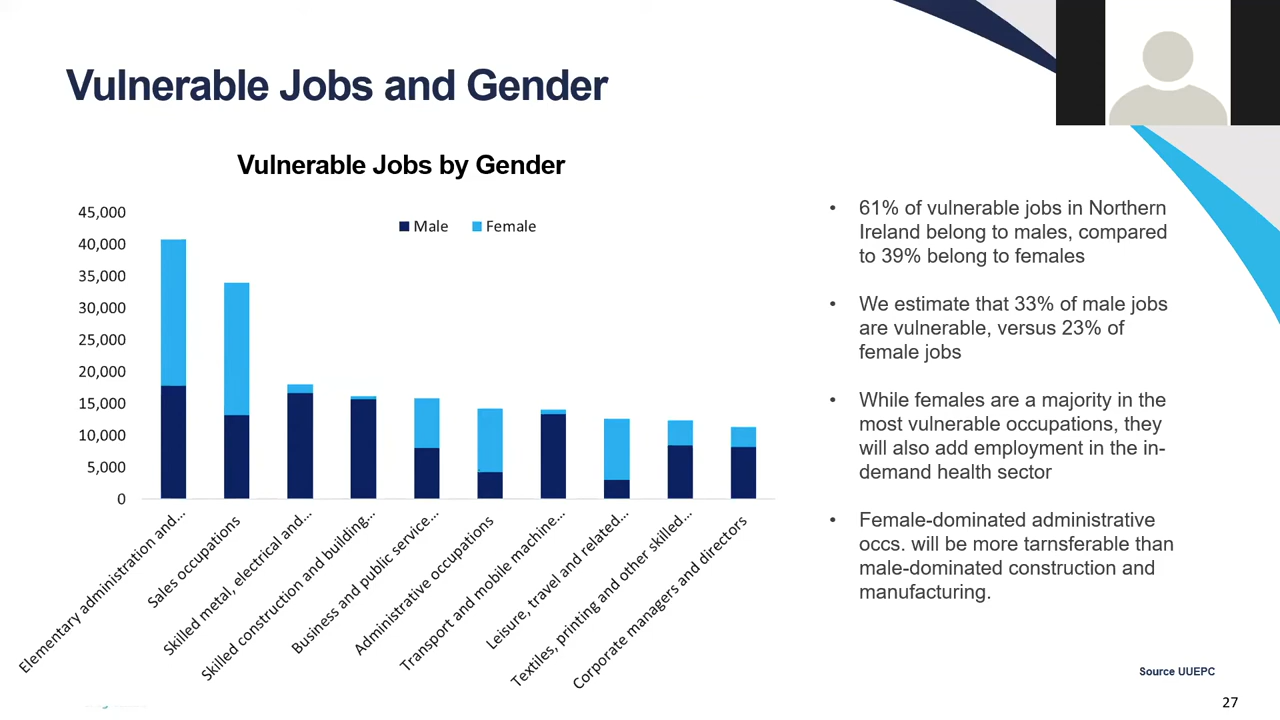 Vulnerable Jobs and Gender
Vulnerable Jobs by Gender
Male Female
45,000
40,000
35,000
30,000
25,000
20,000
15,000
10,000
5,000
0
Elementary administration and...
Sales occupations
Skilled metal, electrical and...
Skilled construction and building...
Business and public service...
Administrative occupations
Transport and mobile machine...
Leisure, travel and related...
Textiles, printing and other skilled...
Corporate managers and directors
• 61% of vulnerable jobs in Northern
Ireland belong to males, compared
to 39% belong to females
• We estimate that 33% of male jobs
are vulnerable, versus 23% of
female jobs
• While females are a majority in the
most vulnerable occupations, they
will also add employment in the in-
demand health sector
• Female-dominated administrative
occs. will be more tarnsferable than
male-dominated construction and
manufacturing.
Source UUEPC
27